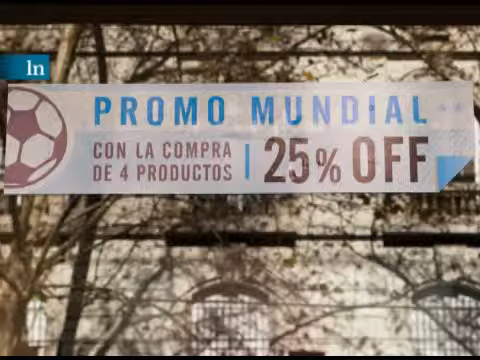 ln
PROMO MUNDIAL
CON LA COMPRA
DE 4 PRODUCTOS
25% OFF